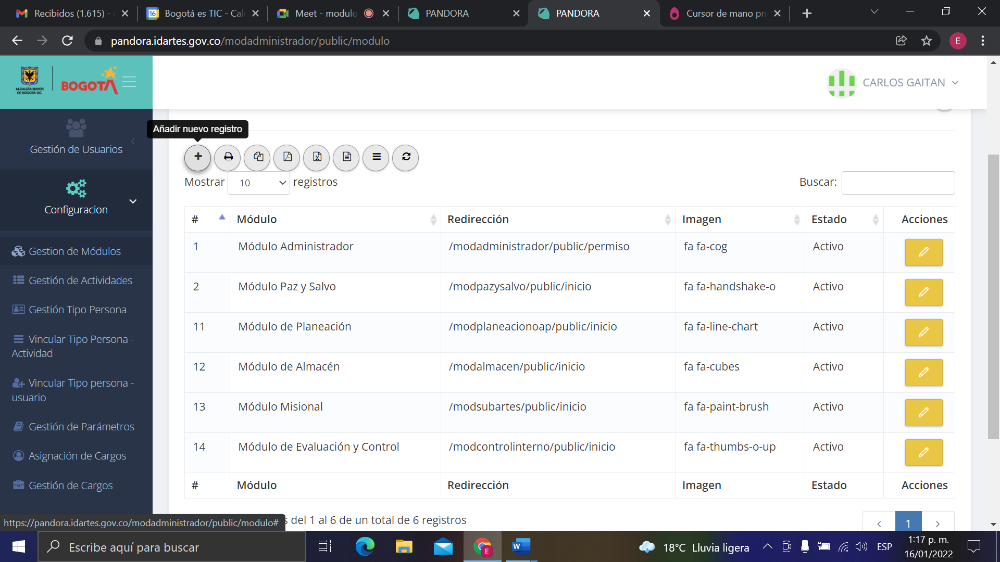 Recibidos (1.615) -
Bogotá es TIC - Cal
Meet - modulo
PANDORA
PANDORA
Cursor de mano pn
pandora.idartes.gov.co/modadministrador/public/modulo
E
ALCALDÍA MAYOR
DE BOGOTÁ D.C.
BOGOTÁ
CARLOS GAITAN
Gestión de Usuarios
Configuracion
Gestion de Módulos
Gestión de Actividades
Gestión Tipo Persona
Vincular Tipo Persona -
Actividad
Vincular Tipo persona -
usuario
Gestión de Parámetros
Asignación de Cargos
Gestión de Cargos
Añadir nuevo registro
Mostrar 10 registros
Buscar:
# Módulo Redirección Imagen Estado Acciones
1 Módulo Administrador /modadministrador/public/permiso fa fa-cog Activo
2 Módulo Paz y Salvo /modpazysalvo/public/inicio fa fa-handshake-o Activo
11 Módulo de Planeación /modplaneacionoap/public/inicio fa fa-line-chart Activo
12 Módulo de Almacén /modalmacen/public/inicio fa fa-cubes Activo
13 Módulo Misional /modsubartes/public/inicio fa fa-paint-brush Activo
14 Módulo de Evaluación y Control /modcontrolinterno/public/inicio fa fa-thumbs-o-up Activo
# Módulo Redirección Imagen Estado Acciones
s del 1 al 6 de un total de 6 registros
‹ 1 ›
https://pandora.idartes.gov.co/modadministrador/public/modulo#
Escribe aquí para buscar
18°C Lluvia ligera
ESP
1:17 p. m.
16/01/2022